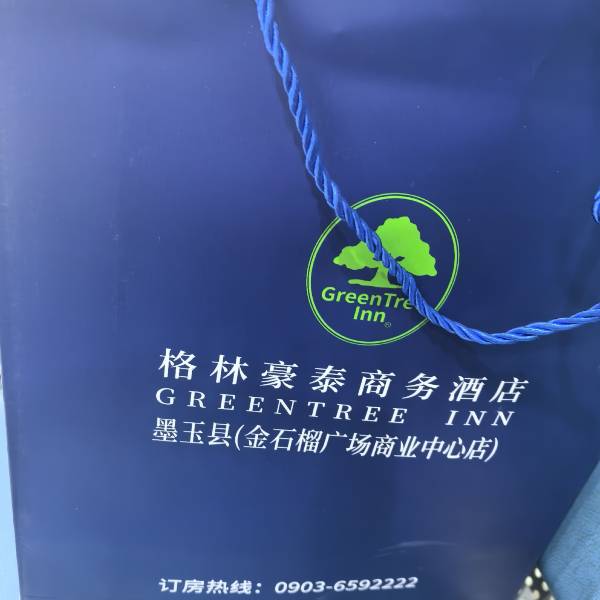 GreenTree
Inn®
格林豪泰商务酒店
GREENTREE INN
墨玉县(金石榴广场商业中心店)
订房热线：0903-6592222